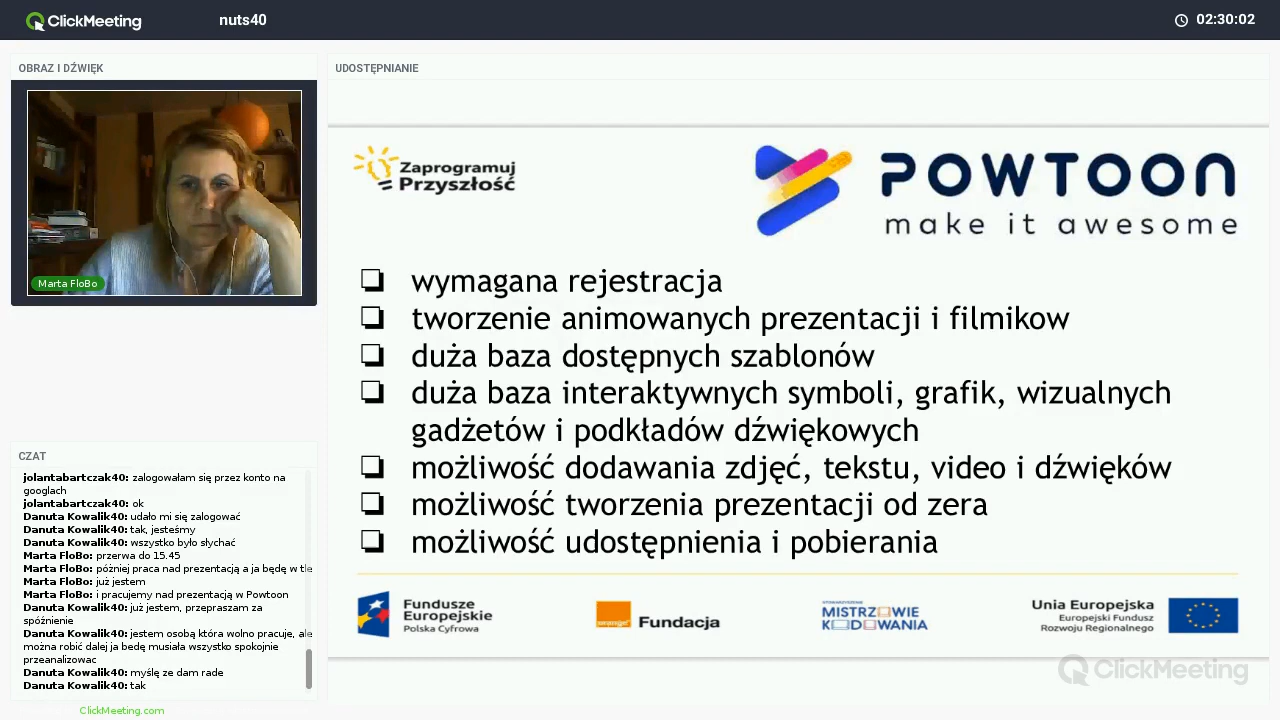 ClickMeeting
nuts40
02:30:02
OBRAZ I DŹWIĘK
UDOSTĘPNIANIE
Marta FloBo
Zaprogramuj
Przyszłość
POWTOON
make it awesome
wymagana rejestracja
tworzenie animowanych prezentacji i filmikow
duża baza dostępnych szablonów
duża baza interaktywnych symboli, grafik, wizualnych
gadżetów i podkładów dźwiękowych
możliwość dodawania zdjęć, tekstu, video i dźwięków
możliwość tworzenia prezentacji od zera
możliwość udostępnienia i pobierania
Fundusze
Europejskie
Polska Cyfrowa
orange
Fundacja
STOWARZYSZENIE
MISTRZOWIE
KODOWANIA
Unia Europejska
Europejski Fundusz
Rozwoju Regionalnego
ClickMeeting
CZAT
jolantabartczak40: zalogowałam się przez konto na
googlach
jolantabartczak40: ok
Danuta Kowalik40: udało mi się zalogować
Danuta Kowalik40: tak, jesteśmy
Danuta Kowalik40: wszystko było słychać
Marta FloBo: przerwa do 15.45
Marta FloBo: później praca nad prezentacją a ja będę w tle
Marta FloBo: już jestem
Marta FloBo: i pracujemy nad prezentacją w Powtoon
Danuta Kowalik40: już jestem, przepraszam za
spóźnienie
Danuta Kowalik40: jestem osobą która wolno pracuje, ale
można robić dalej ja bedę musiała wszystko spokojnie
przeanalizowac
Danuta Kowalik40: myślę ze dam rade
Danuta Kowalik40: tak
ClickMeeting.com